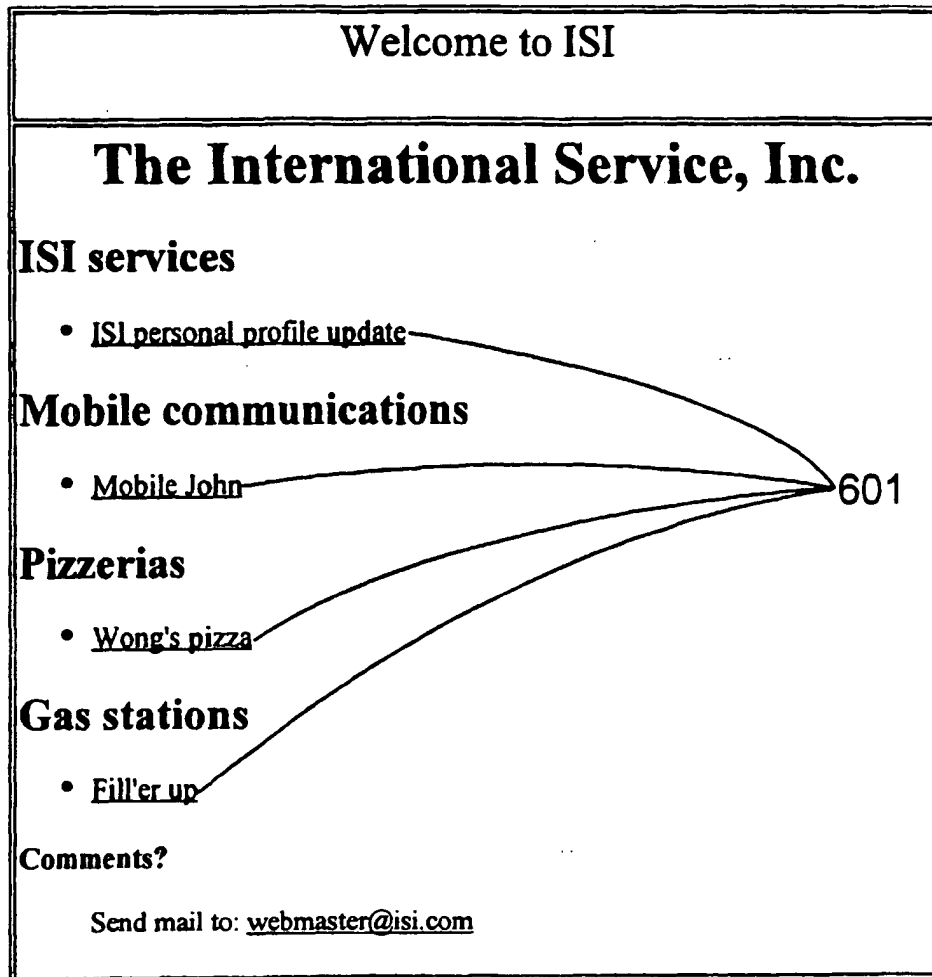 Welcome to ISI
The International Service, Inc.
ISI services
• ISI personal profile update
Mobile communications
• Mobile John
601
Pizzerias
• Wong's pizza
Gas stations
• Fill'er up
Comments?
Send mail to: webmaster@isi.com